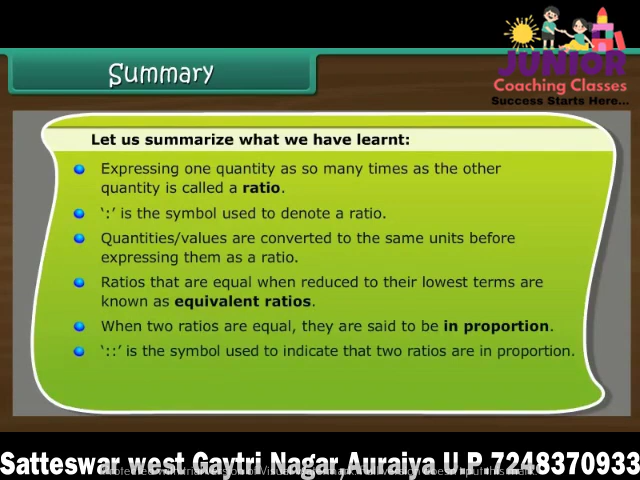 Summary
JUNIOR
Coaching Classes
Success Starts Here...
Let us summarize what we have learnt:
Expressing one quantity as so many times as the other
quantity is called a ratio.
‘:’ is the symbol used to denote a ratio.
Quantities/values are converted to the same units before
expressing them as a ratio.
Ratios that are equal when reduced to their lowest terms are
known as equivalent ratios.
When two ratios are equal, they are said to be in proportion.
‘::’ is the symbol used to indicate that two ratios are in proportion.
Satteswar west Gaytri Nagar,Auraiya U.P.7248370933